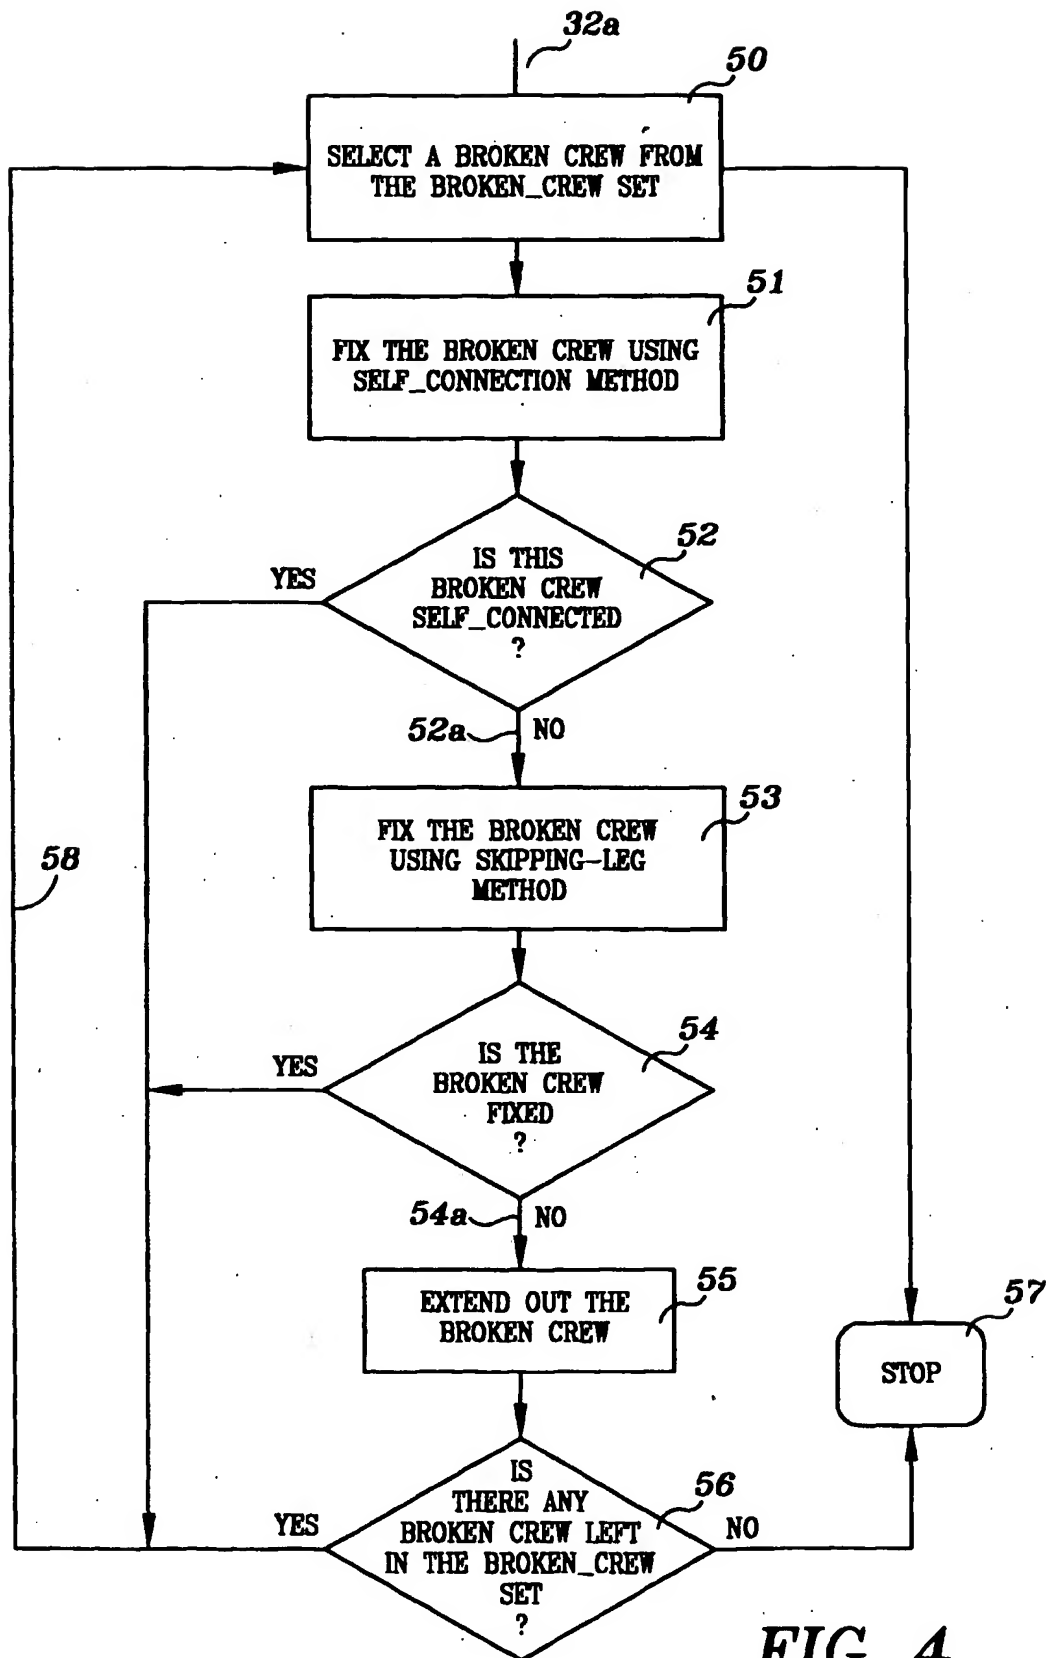 32a
50
SELECT A BROKEN CREW FROM
THE BROKEN_CREW SET
51
FIX THE BROKEN CREW USING
SELF_CONNECTION METHOD
52
IS THIS
BROKEN CREW
SELF_CONNECTED
?
YES
52a
NO
53
FIX THE BROKEN CREW
USING SKIPPING-LEG
METHOD
58
54
IS THE
BROKEN CREW
FIXED
?
YES
54a
NO
55
EXTEND OUT THE
BROKEN CREW
57
STOP
56
IS
THERE ANY
BROKEN CREW LEFT
IN THE BROKEN_CREW
SET
?
YES
NO
FIG. 4